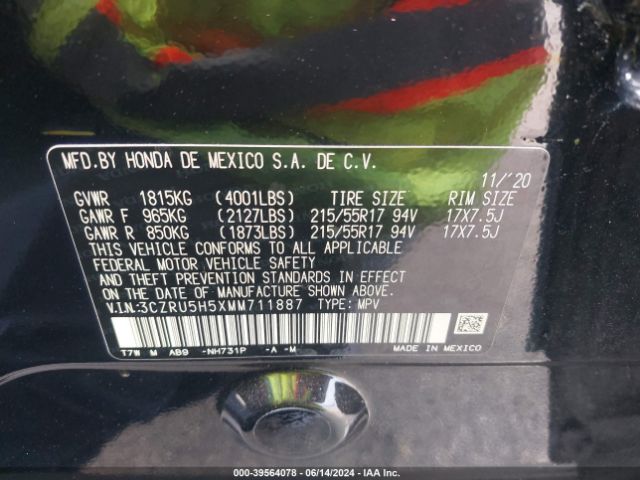 MFD.BY HONDA DE MEXICO S.A. DE C.V.
11/'20
GVWR 1815KG (4001LBS) TIRE SIZE RIM SIZE
GAWR F 965KG (2127LBS) 215/55R17 94V 17X7.5J
GAWR R 850KG (1873LBS) 215/55R17 94V 17X7.5J
THIS VEHICLE CONFORMS TO ALL APPLICABLE
FEDERAL MOTOR VEHICLE SAFETY
AND THEFT PREVENTION STANDARDS IN EFFECT
ON THE DATE OF MANUFACTURE SHOWN ABOVE.
V.I.N.:3CZRU5H5XMM711887 TYPE: MPV
T7W M AB9 -NH731P -A -M MADE IN MEXICO
000-39564078 - 06/14/2024 - IAA Inc.